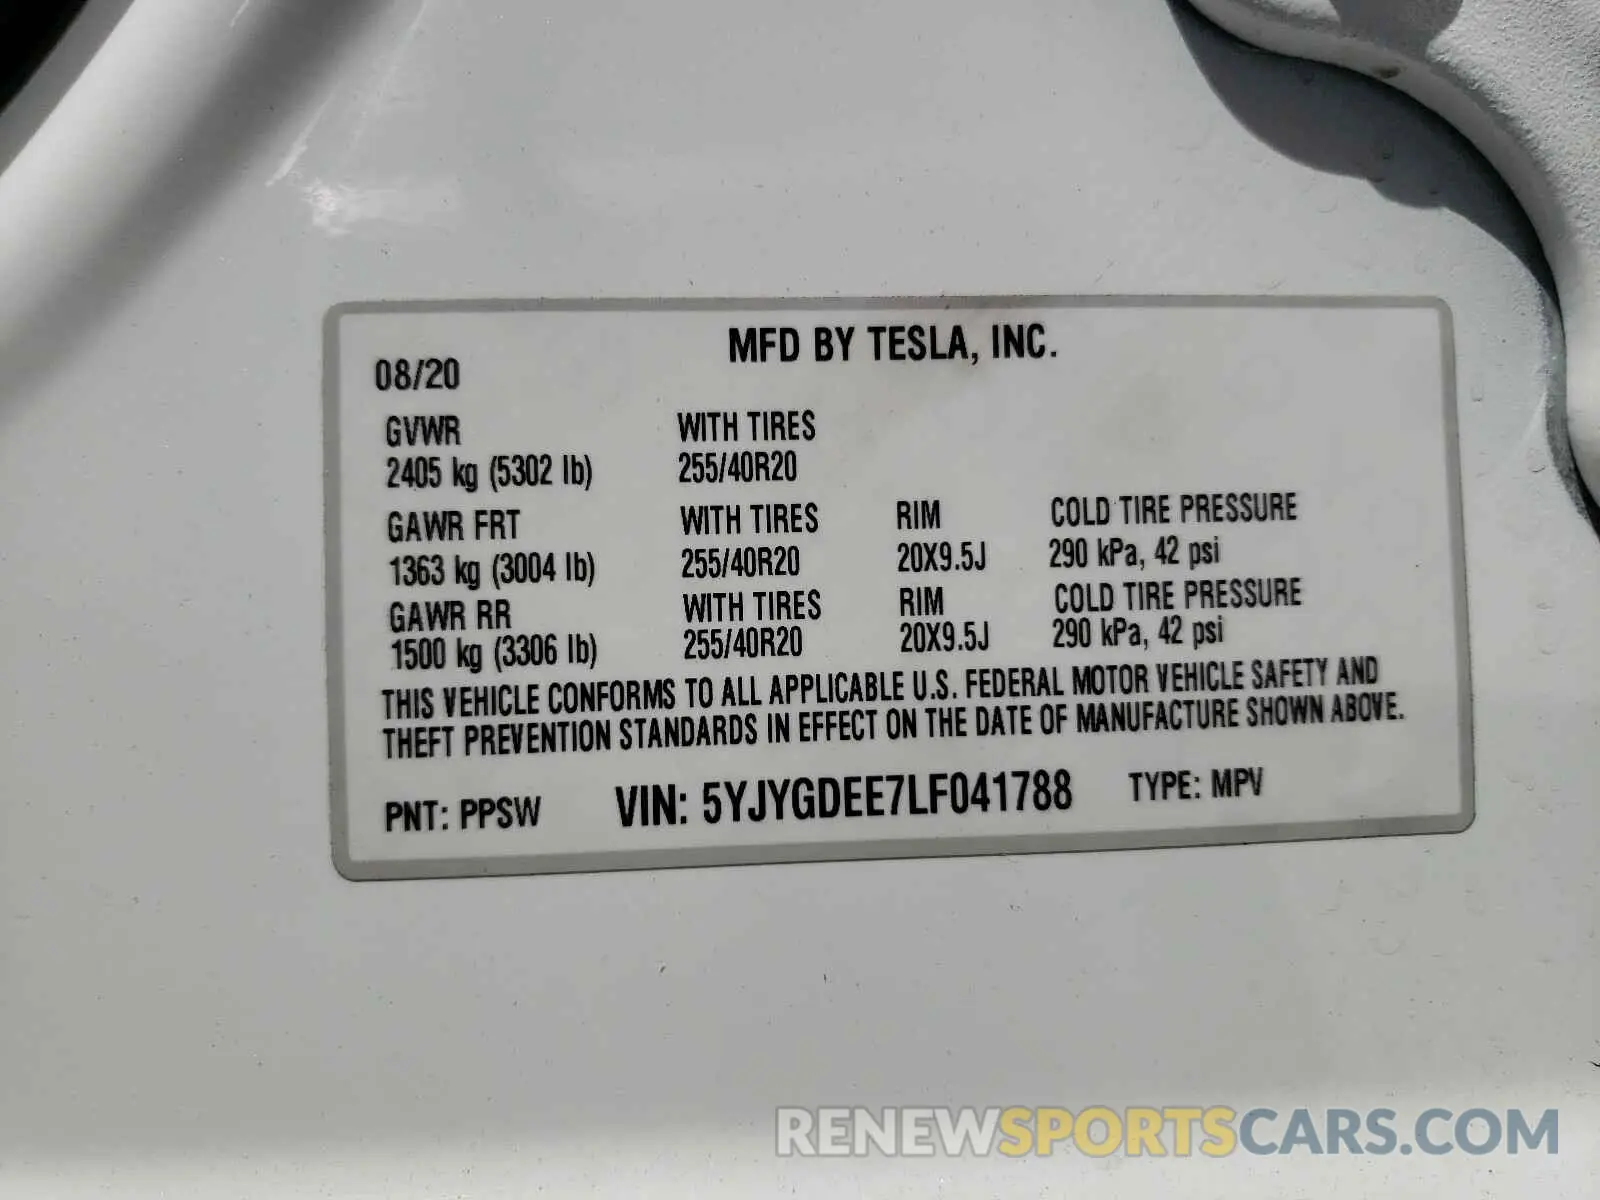 MFD BY TESLA, INC.
08/20
GVWR WITH TIRES
2405 kg (5302 lb) 255/40R20
GAWR FRT WITH TIRES RIM COLD TIRE PRESSURE
1363 kg (3004 lb) 255/40R20 20X9.5J 290 kPa, 42 psi
GAWR RR WITH TIRES RIM COLD TIRE PRESSURE
1500 kg (3306 lb) 255/40R20 20X9.5J 290 kPa, 42 psi
THIS VEHICLE CONFORMS TO ALL APPLICABLE U.S. FEDERAL MOTOR VEHICLE SAFETY AND
THEFT PREVENTION STANDARDS IN EFFECT ON THE DATE OF MANUFACTURE SHOWN ABOVE.
PNT: PPSW VIN: 5YJYGDEE7LF041788 TYPE: MPV
RENEWSPORTSCARS.COM